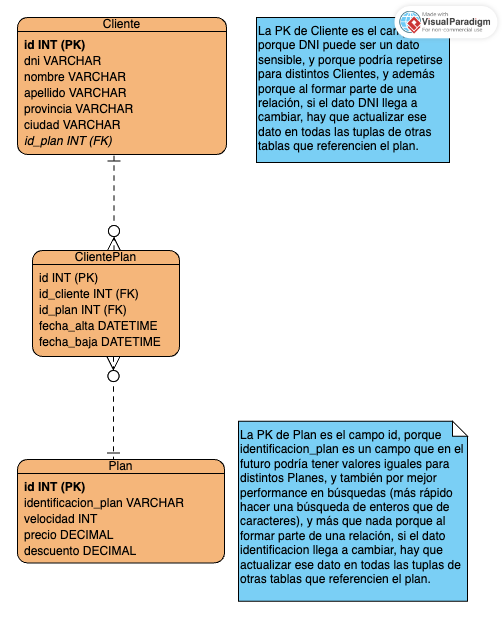 Cliente
id INT (PK)
dni VARCHAR
nombre VARCHAR
apellido VARCHAR
provincia VARCHAR
ciudad VARCHAR
id_plan INT (FK)
La PK de Cliente es el cam
porque DNI puede ser un dato
sensible, y porque podría repetirse
para distintos Clientes, y además
porque al formar parte de una
relación, si el dato DNI llega a
cambiar, hay que actualizar ese
dato en todas las tuplas de otras
tablas que referencien el plan.
Made with
Visual Paradigm
For non-commercial use
ClientePlan
id INT (PK)
id_cliente INT (FK)
id_plan INT (FK)
fecha_alta DATETIME
fecha_baja DATETIME
Plan
id INT (PK)
identificacion_plan VARCHAR
velocidad INT
precio DECIMAL
descuento DECIMAL
La PK de Plan es el campo id, porque
identificacion_plan es un campo que en el
futuro podría tener valores iguales para
distintos Planes, y también por mejor
performance en búsquedas (más rápido
hacer una búsqueda de enteros que de
caracteres), y más que nada porque al
formar parte de una relación, si el dato
identificacion llega a cambiar, hay que
actualizar ese dato en todas las tuplas de
otras tablas que referencien el plan.